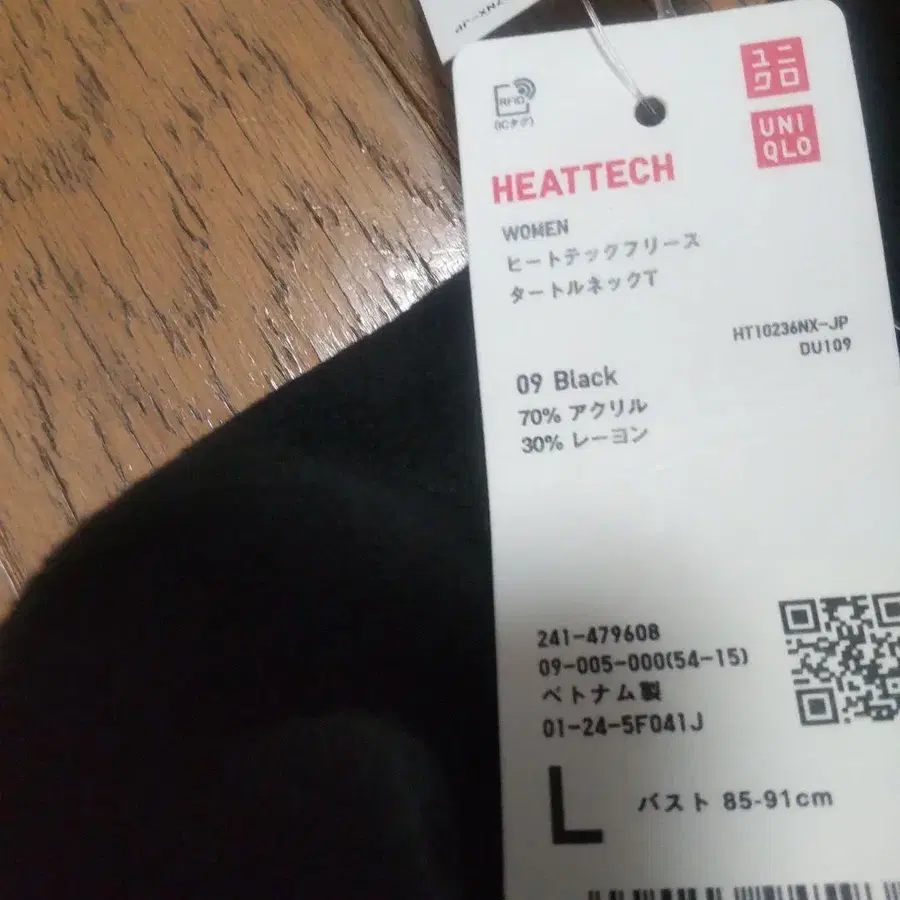 ユニ
クロ
UNI
QLO
RFID
(ICタグ)
HEATTECH
WOMEN
ヒートテックフリース
タートルネックT
HT10236NX-JP
DU109
09 Black
70% アクリル
30% レーヨン
241-479608
09-005-000(54-15)
ベトナム製
01-24-5F041J
L
バスト 85-91cm